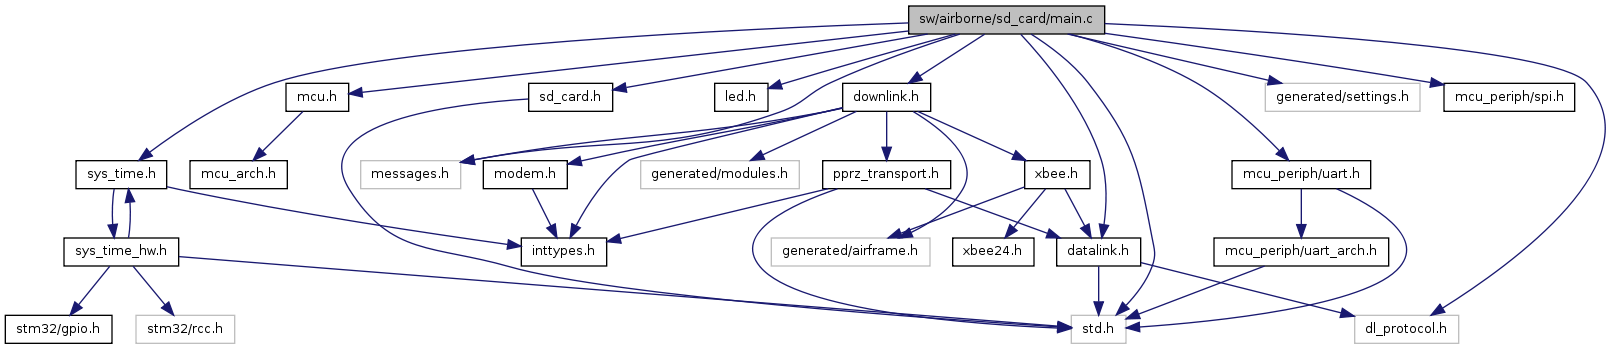 sw/airborne/sd_card/main.c
mcu.h
sd_card.h
led.h
downlink.h
generated/settings.h
mcu_periph/spi.h
sys_time.h
mcu_arch.h
messages.h
modem.h
generated/modules.h
pprz_transport.h
xbee.h
mcu_periph/uart.h
sys_time_hw.h
inttypes.h
generated/airframe.h
xbee24.h
datalink.h
mcu_periph/uart_arch.h
stm32/gpio.h
stm32/rcc.h
std.h
dl_protocol.h